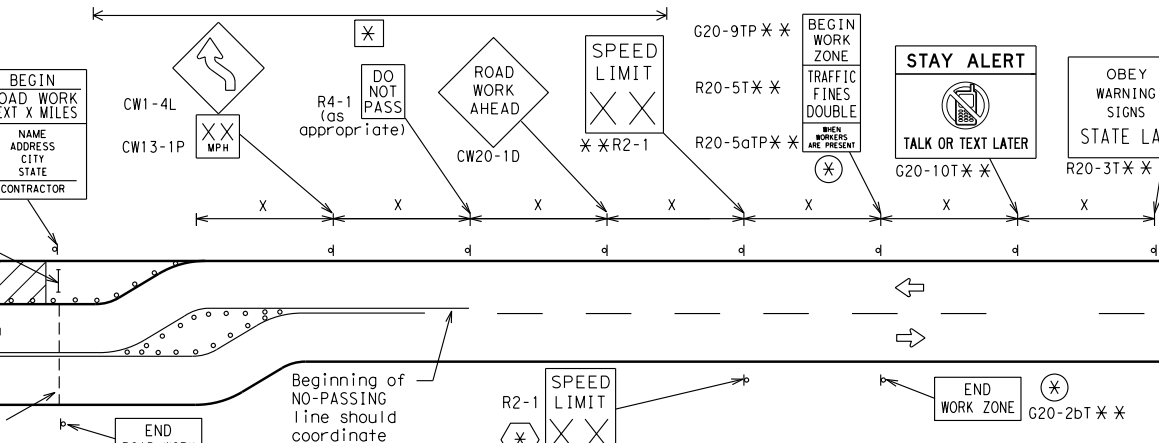 BEGIN
ROAD WORK
NEXT X MILES
NAME
ADDRESS
CITY
STATE
CONTRACTOR
CW1-4L
XX
MPH
CW13-1P
*
R4-1
(as
appropriate)
DO
NOT
PASS
ROAD
WORK
AHEAD
CW20-1D
SPEED
LIMIT
X X
**R2-1
G20-9TP**
BEGIN
WORK
ZONE
R20-5T**
TRAFFIC
FINES
DOUBLE
R20-5aTP**
WHEN
WORKERS
ARE PRESENT
*
STAY ALERT
TALK OR TEXT LATER
G20-10T**
OBEY
WARNING
SIGNS
STATE LA
R20-3T**
X X X X X X X
Beginning of
NO-PASSING
line should
coordinate
R2-1
*
SPEED
LIMIT
X X
END
WORK ZONE
*
G20-2bT**
END